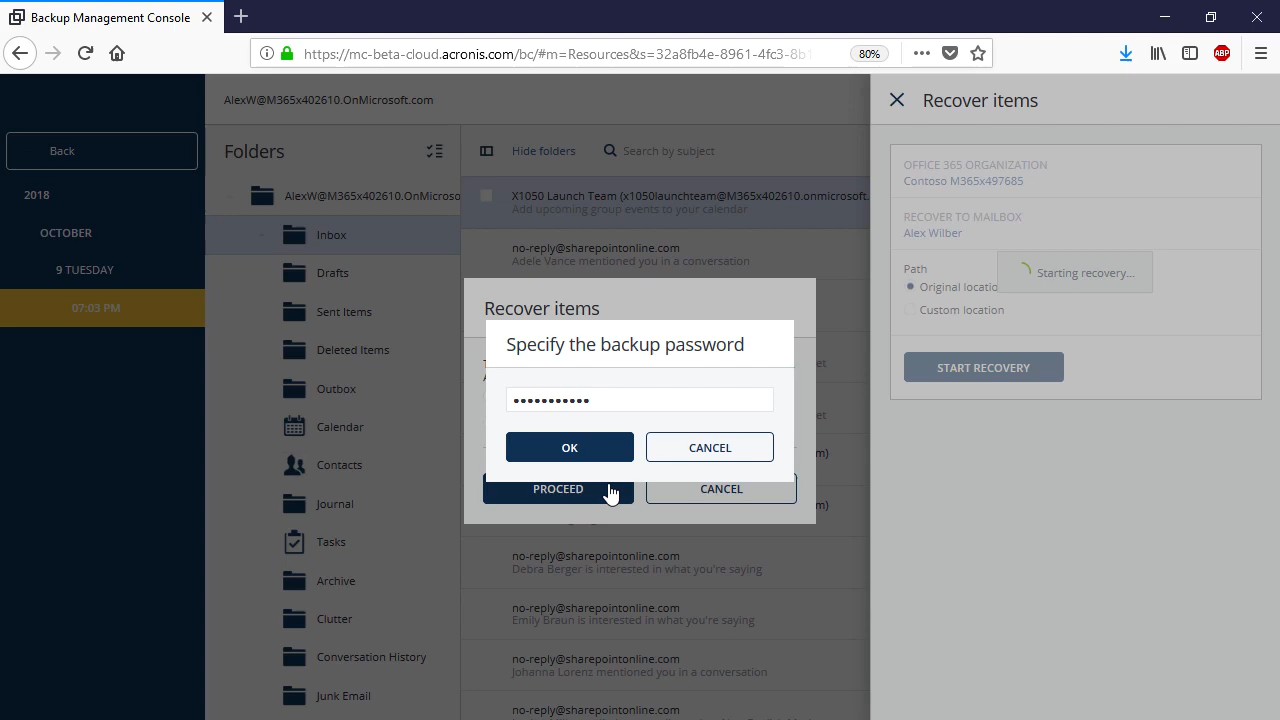 Backup Management Console
https://mc-beta-cloud.acronis.com/bc/#m=Resources&s=32a8fb4e-8961-4fc3-8b1
80%
ABP
AlexW@M365x402610.OnMicrosoft.com
Recover items
Back
2018
OCTOBER
9 TUESDAY
07:03 PM
Folders
AlexW@M365x402610.OnMicroso
Inbox
Drafts
Sent Items
Deleted Items
Outbox
Calendar
Contacts
Journal
Tasks
Archive
Clutter
Conversation History
Junk Email
Hide folders
Search by subject
X1050 Launch Team (x1050launchteam@M365x402610.onmicrosoft.
Add upcoming group events to your calendar
no-reply@sharepointonline.com
Adele Vance mentioned you in a conversation
no-reply@sharepointonline.com
Debra Berger is interested in what you're saying
no-reply@sharepointonline.com
Emily Braun is interested in what you're saying
no-reply@sharepointonline.com
Johanna Lorenz mentioned you in a conversation
no-reply@sharepointonline.com
Recover items
Specify the backup password
OK
CANCEL
PROCEED
CANCEL
OFFICE 365 ORGANIZATION
Contoso M365x497685
RECOVER TO MAILBOX
Alex Wilber
Path
Original locatio
Starting recovery...
Custom location
START RECOVERY